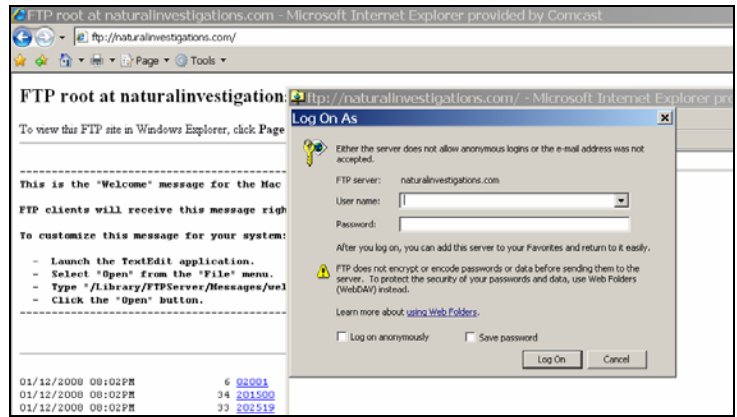 FTP root at naturalinvestigations.com - Microsoft Internet Explorer provided by Comcast
ftp://naturalinvestigations.com/
Page Tools
FTP root at naturalinvestigation
To view this FTP site in Windows Explorer, click Page
This is the "Welcome" message for the Mac
FTP clients will receive this message righ
To customize this message for your system:
- Launch the TextEdit application.
- Select "Open" from the "File" menu.
- Type "/Library/FTPServer/Messages/wel
- Click the "Open" button.
01/12/2008 08:02PM 6 02001
01/12/2008 08:02PM 34 201500
01/12/2008 08:02PM 33 202519
ftp://naturalinvestigations.com/ - Microsoft Internet Explorer pro
Log On As
Either the server does not allow anonymous logins or the e-mail address was not
accepted.
FTP server: naturalinvestigations.com
User name:
Password:
After you log on, you can add this server to your Favorites and return to it easily.
FTP does not encrypt or encode passwords or data before sending them to the
server. To protect the security of your passwords and data, use Web Folders
(WebDAV) instead.
Learn more about using Web Folders.
Log on anonymously Save password
Log On Cancel